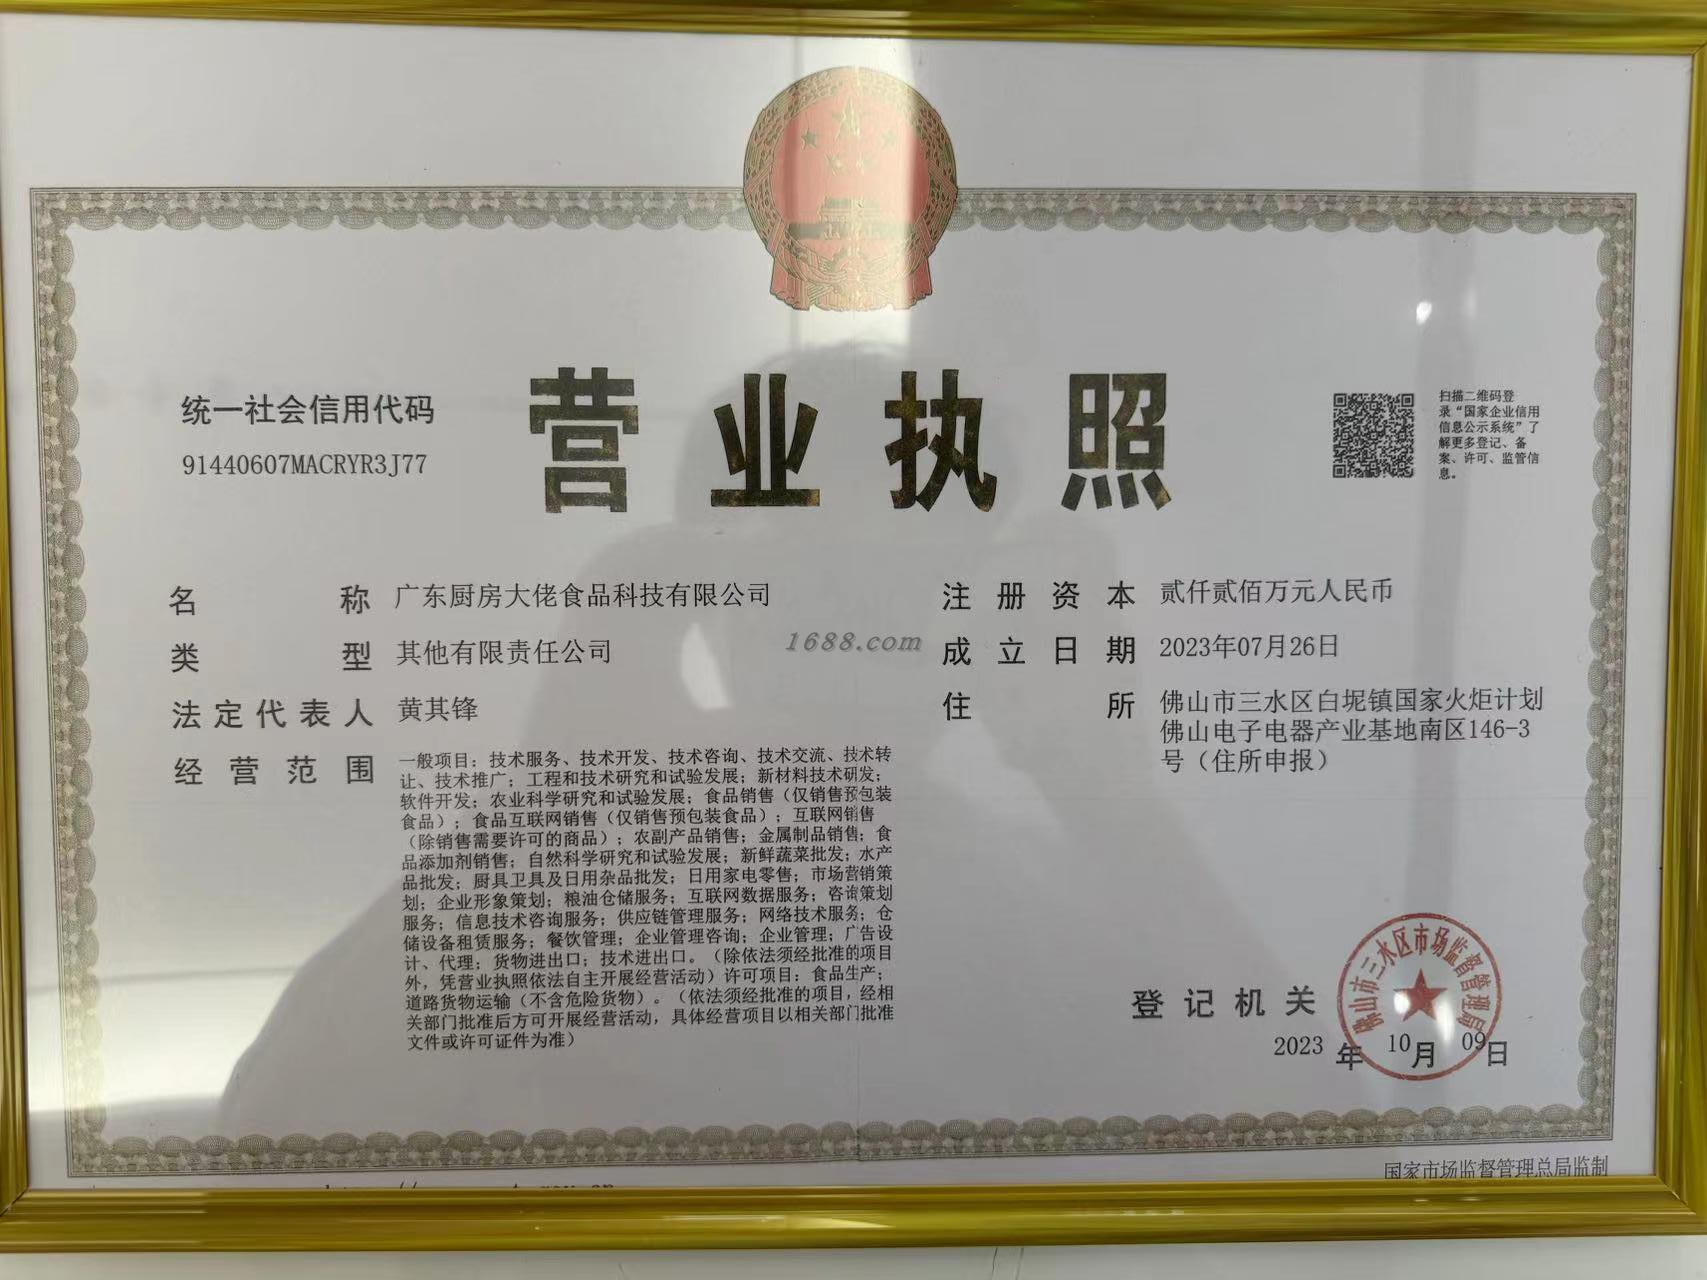 统一社会信用代码
91440607MACRYR3J77
营业执照
扫描二维码登
录“国家企业信用
信息公示系统”了
解更多登记、备
案、许可、监管信
息。
名称 广东厨房大佬食品科技有限公司
类型 其他有限责任公司
法定代表人 黄其锋
经营范围 一般项目：技术服务、技术开发、技术咨询、技术交流、技术转
让、技术推广；工程和技术研究和试验发展；新材料技术研发；
软件开发；农业科学研究和试验发展；食品销售（仅销售预包装
食品）；食品互联网销售（仅销售预包装食品）；互联网销售
（除销售需要许可的商品）；农副产品销售；金属制品销售；食
品添加剂销售；自然科学研究和试验发展；新鲜蔬菜批发；水产
品批发；厨具卫具及日用杂品批发；日用家电零售；市场营销策
划；企业形象策划；粮油仓储服务；互联网数据服务；咨询策划
服务；信息技术咨询服务；供应链管理服务；网络技术服务；仓
储设备租赁服务；餐饮管理；企业管理咨询；企业管理；广告设
计、代理；货物进出口；技术进出口。（除依法须经批准的项目
外，凭营业执照依法自主开展经营活动）许可项目：食品生产；
道路货物运输（不含危险货物）。（依法须经批准的项目，经相
关部门批准后方可开展经营活动，具体经营项目以相关部门批准
文件或许可证件为准）
1688.com
注册资本 贰仟贰佰万元人民币
成立日期 2023年07月26日
住所 佛山市三水区白坭镇国家火炬计划
佛山电子电器产业基地南区146-3
号（住所申报）
登记机关
佛山市三水区市场监督管理局
2023年10月09日
国家市场监督管理总局监制